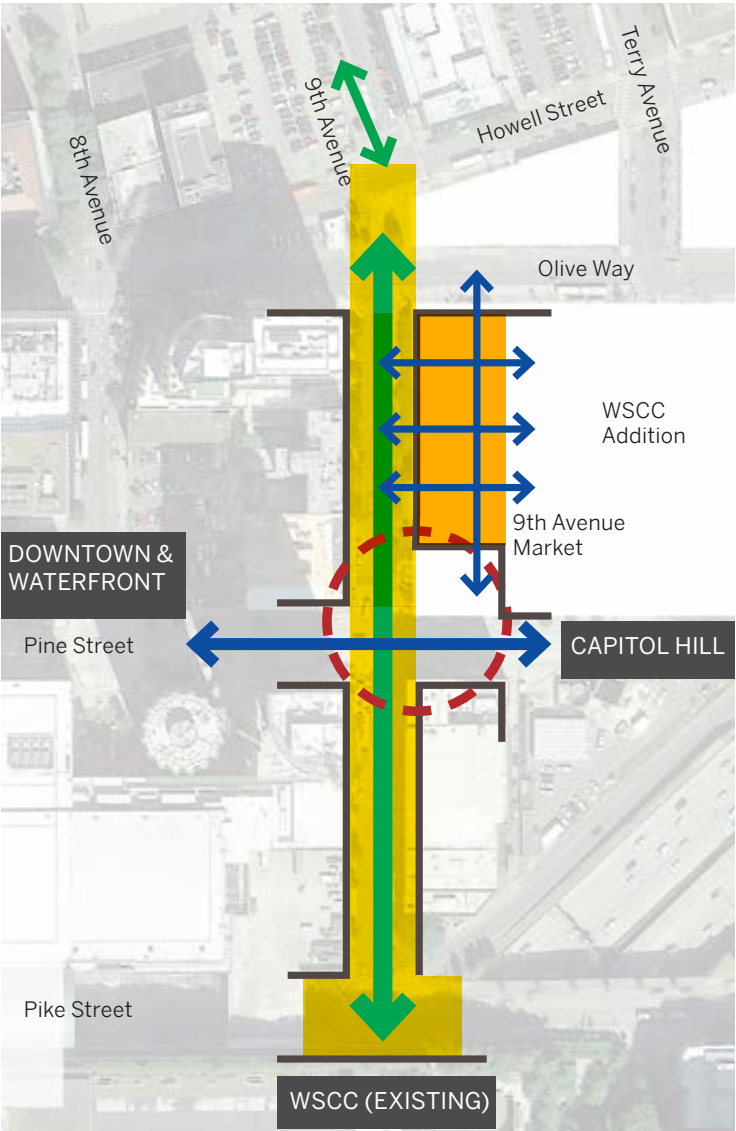 9th Avenue
Terry Avenue
Howell Street
8th Avenue
Olive Way
WSCC
Addition
9th Avenue
Market
DOWNTOWN &
WATERFRONT
Pine Street
CAPITOL HILL
Pike Street
WSCC (EXISTING)